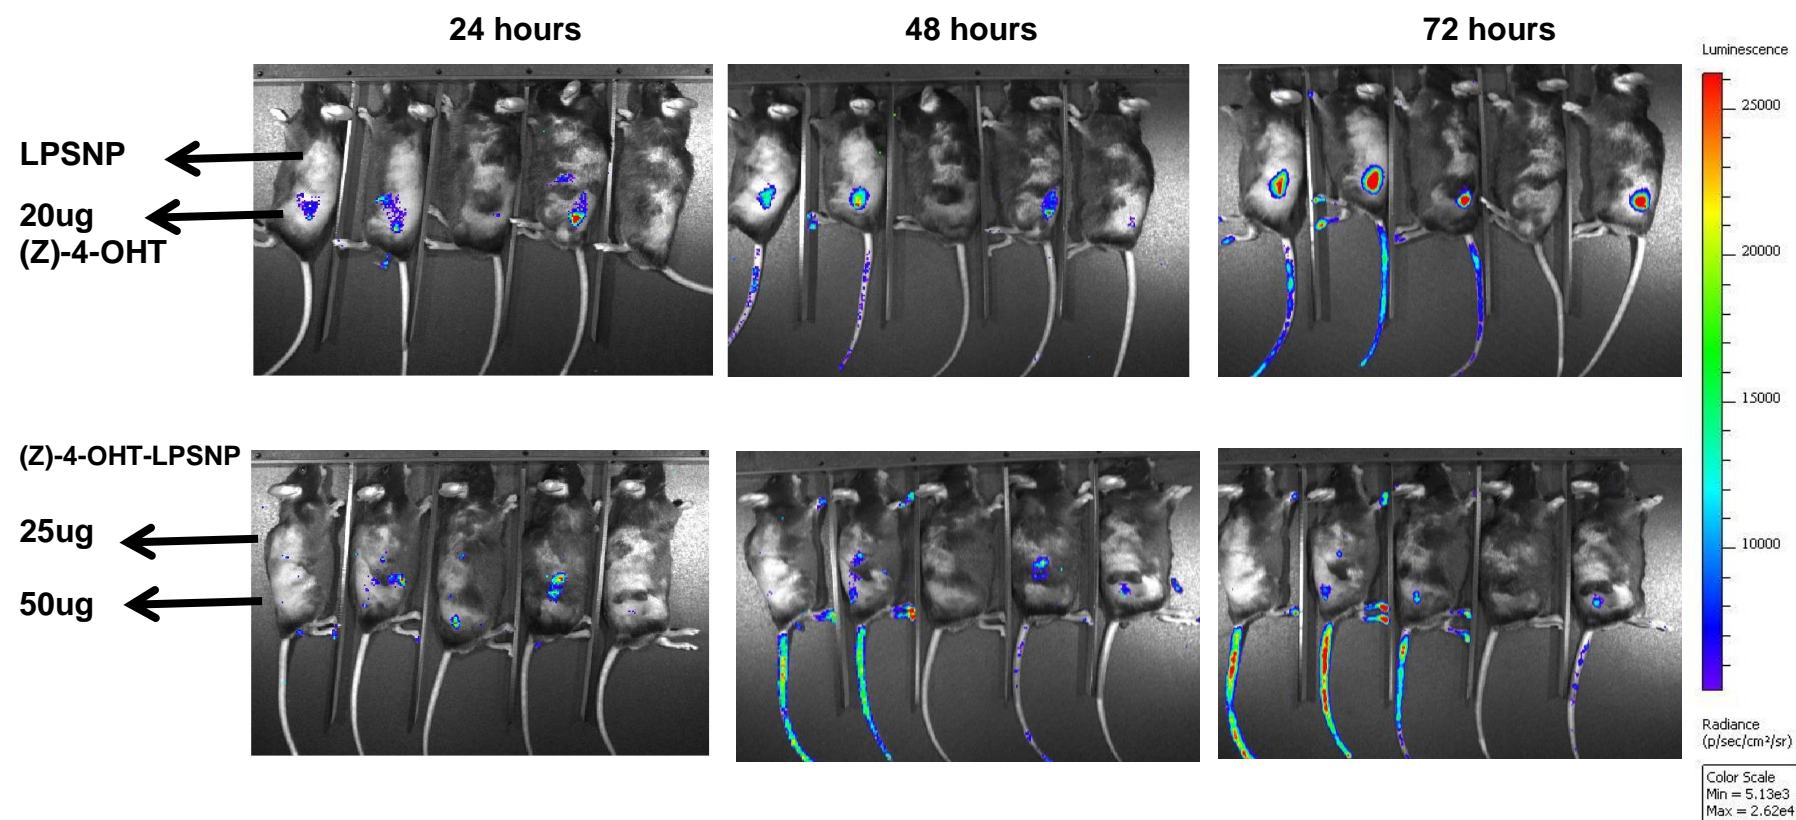 24 hours
48 hours
72 hours
Luminescence
LPSNP
20ug
(Z)-4-OHT
25000
20000
15000
10000
(Z)-4-OHT-LPSNP
25ug
50ug
Radiance
(p/sec/cm²/sr)
Color Scale
Min = 5.13e3
Max = 2.62e4